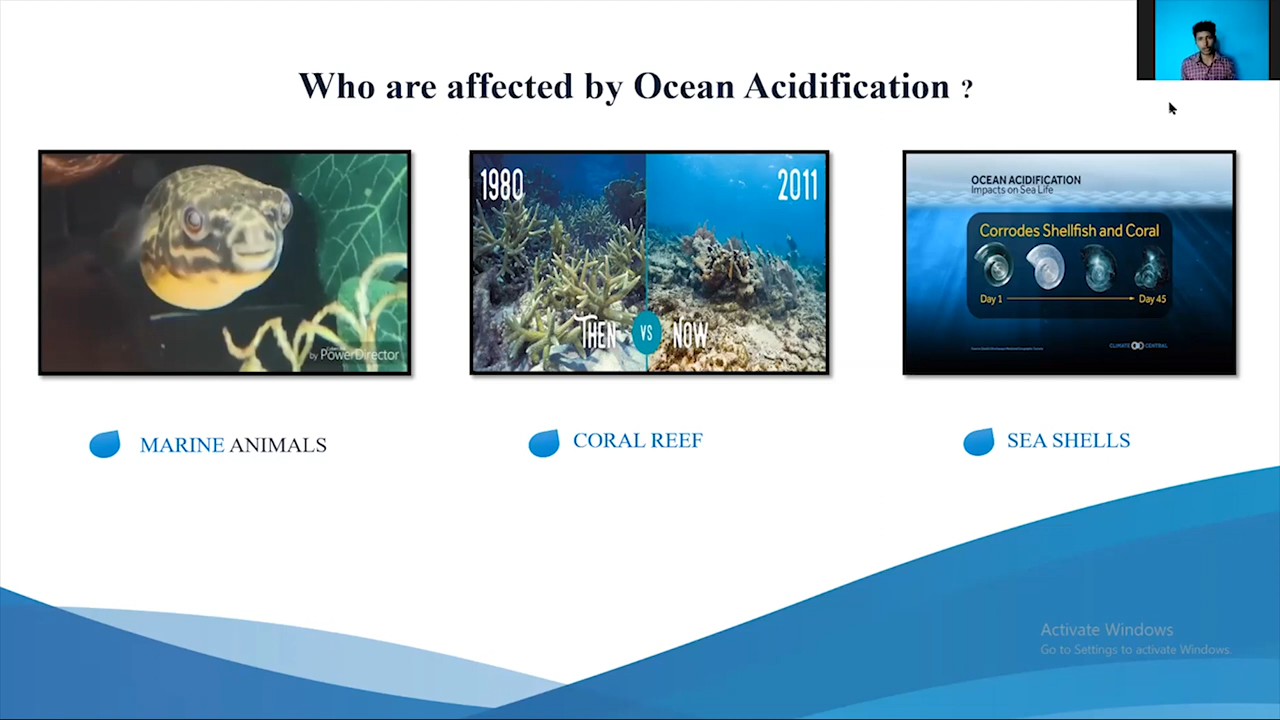 Who are affected by Ocean Acidification ?
by PowerDirector
1980
2011
THEN VS NOW
OCEAN ACIDIFICATION
Impacts on Sea Life
Corrodes Shellfish and Coral
Day 1
Day 45
CLIMATE CENTRAL
MARINE ANIMALS
CORAL REEF
SEA SHELLS
Activate Windows
Go to Settings to activate Windows.